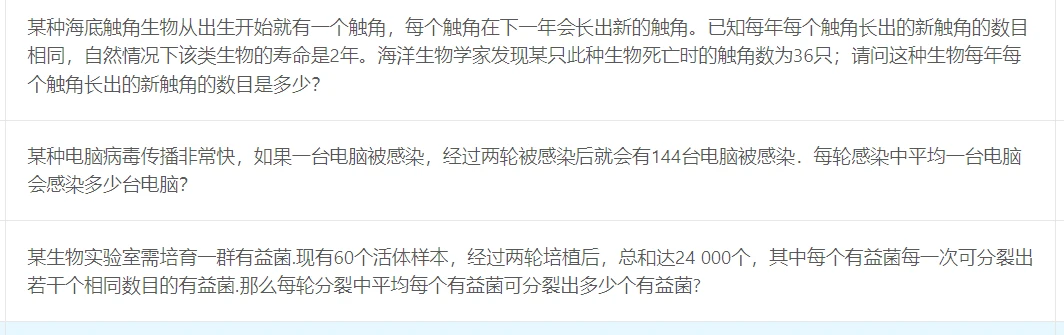 某种海底触角生物从出生开始就有一个触角，每个触角在下一年会长出新的触角。已知每年每个触角长出的新触角的数目
相同，自然情况下该类生物的寿命是2年。海洋生物学家发现某只此种生物死亡时的触角数为36只；请问这种生物每年每
个触角长出的新触角的数目是多少？
某种电脑病毒传播非常快，如果一台电脑被感染，经过两轮被感染后就会有144台电脑被感染．每轮感染中平均一台电脑
会感染多少台电脑？
某生物实验室需培育一群有益菌.现有60个活体样本，经过两轮培植后，总和达24 000个，其中每个有益菌每一次可分裂出
若干个相同数目的有益菌.那么每轮分裂中平均每个有益菌可分裂出多少个有益菌？